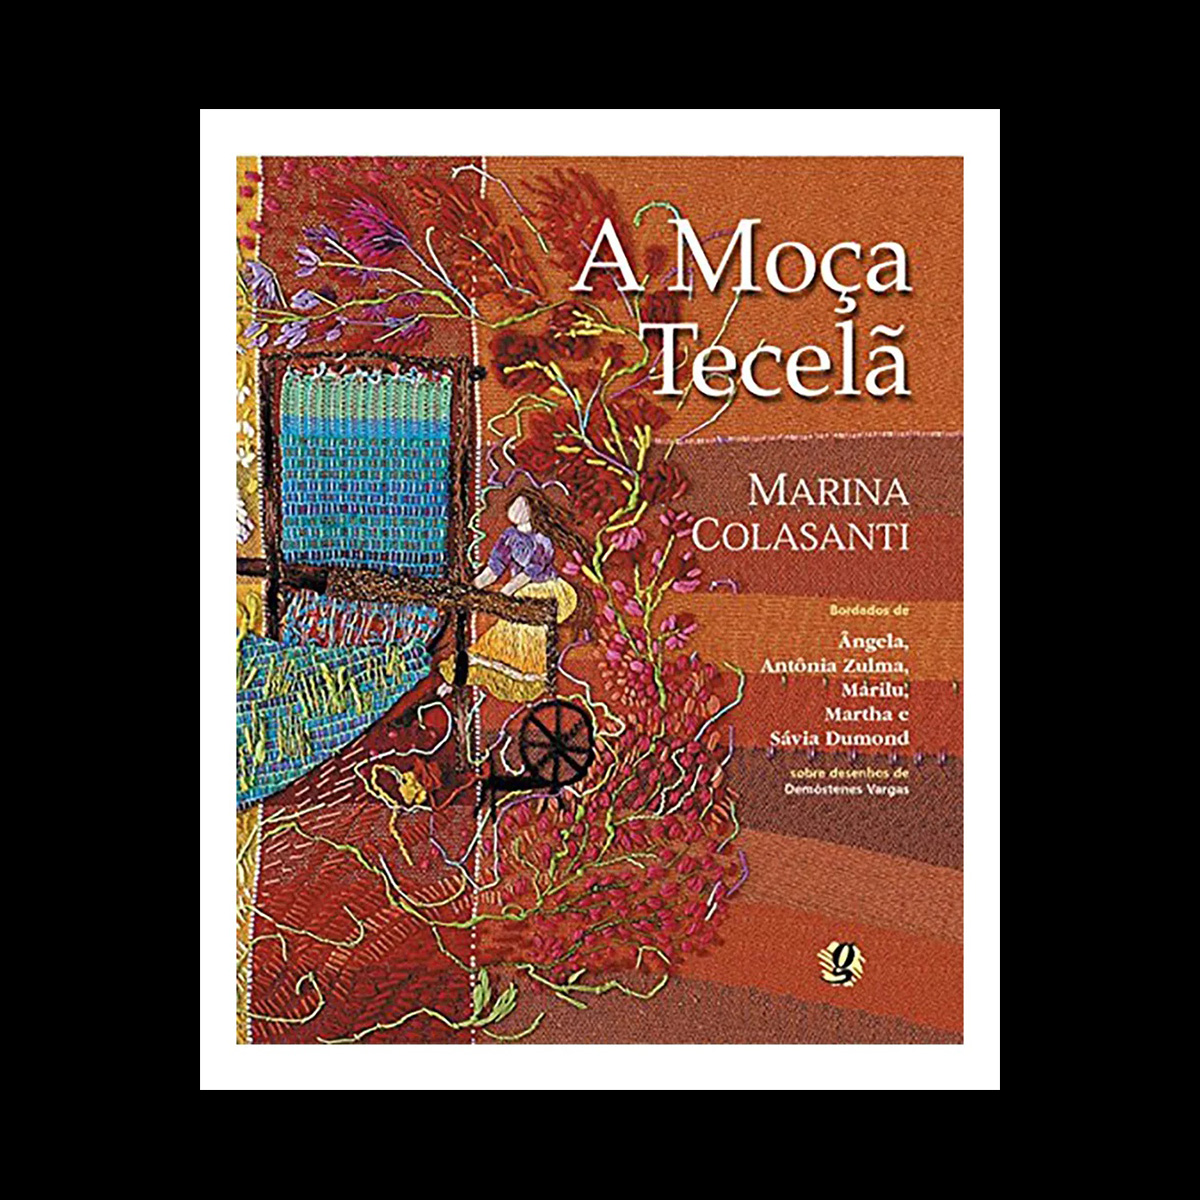 A Moça
Tecelã
MARINA
COLASANTI
Bordados de
Ângela,
Antônia Zulma,
Marilu,
Martha e
Sávia Dumond
sobre desenhos de
Demóstenes Vargas
g